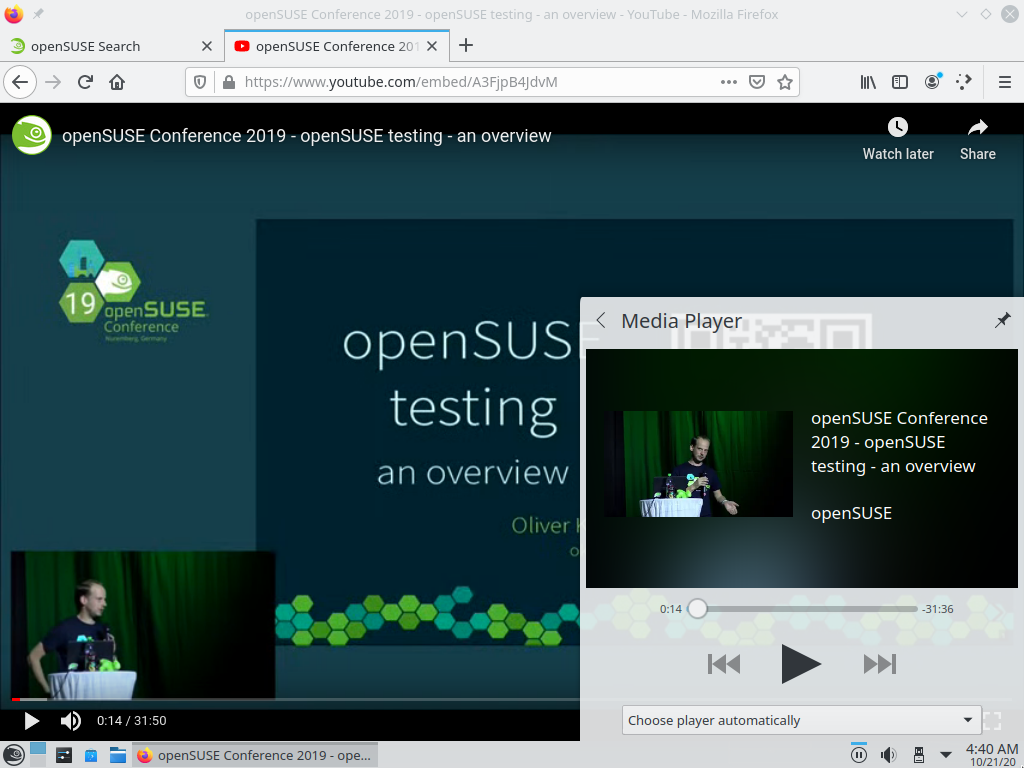 openSUSE Conference 2019 - openSUSE testing - an overview - YouTube - Mozilla Firefox
openSUSE Search
openSUSE Conference 201
https://www.youtube.com/embed/A3FjpB4JdvM
openSUSE Conference 2019 - openSUSE testing - an overview
Watch later
Share
19
openSUSE
Conference
Nuremberg, Germany
openSUSE
testing
an overview
Oliver K
o
Media Player
openSUSE Conference
2019 - openSUSE
testing - an overview
openSUSE
0:14
-31:36
0:14 / 31:50
Choose player automatically
openSUSE Conference 2019 - ope...
4:40 AM
10/21/20